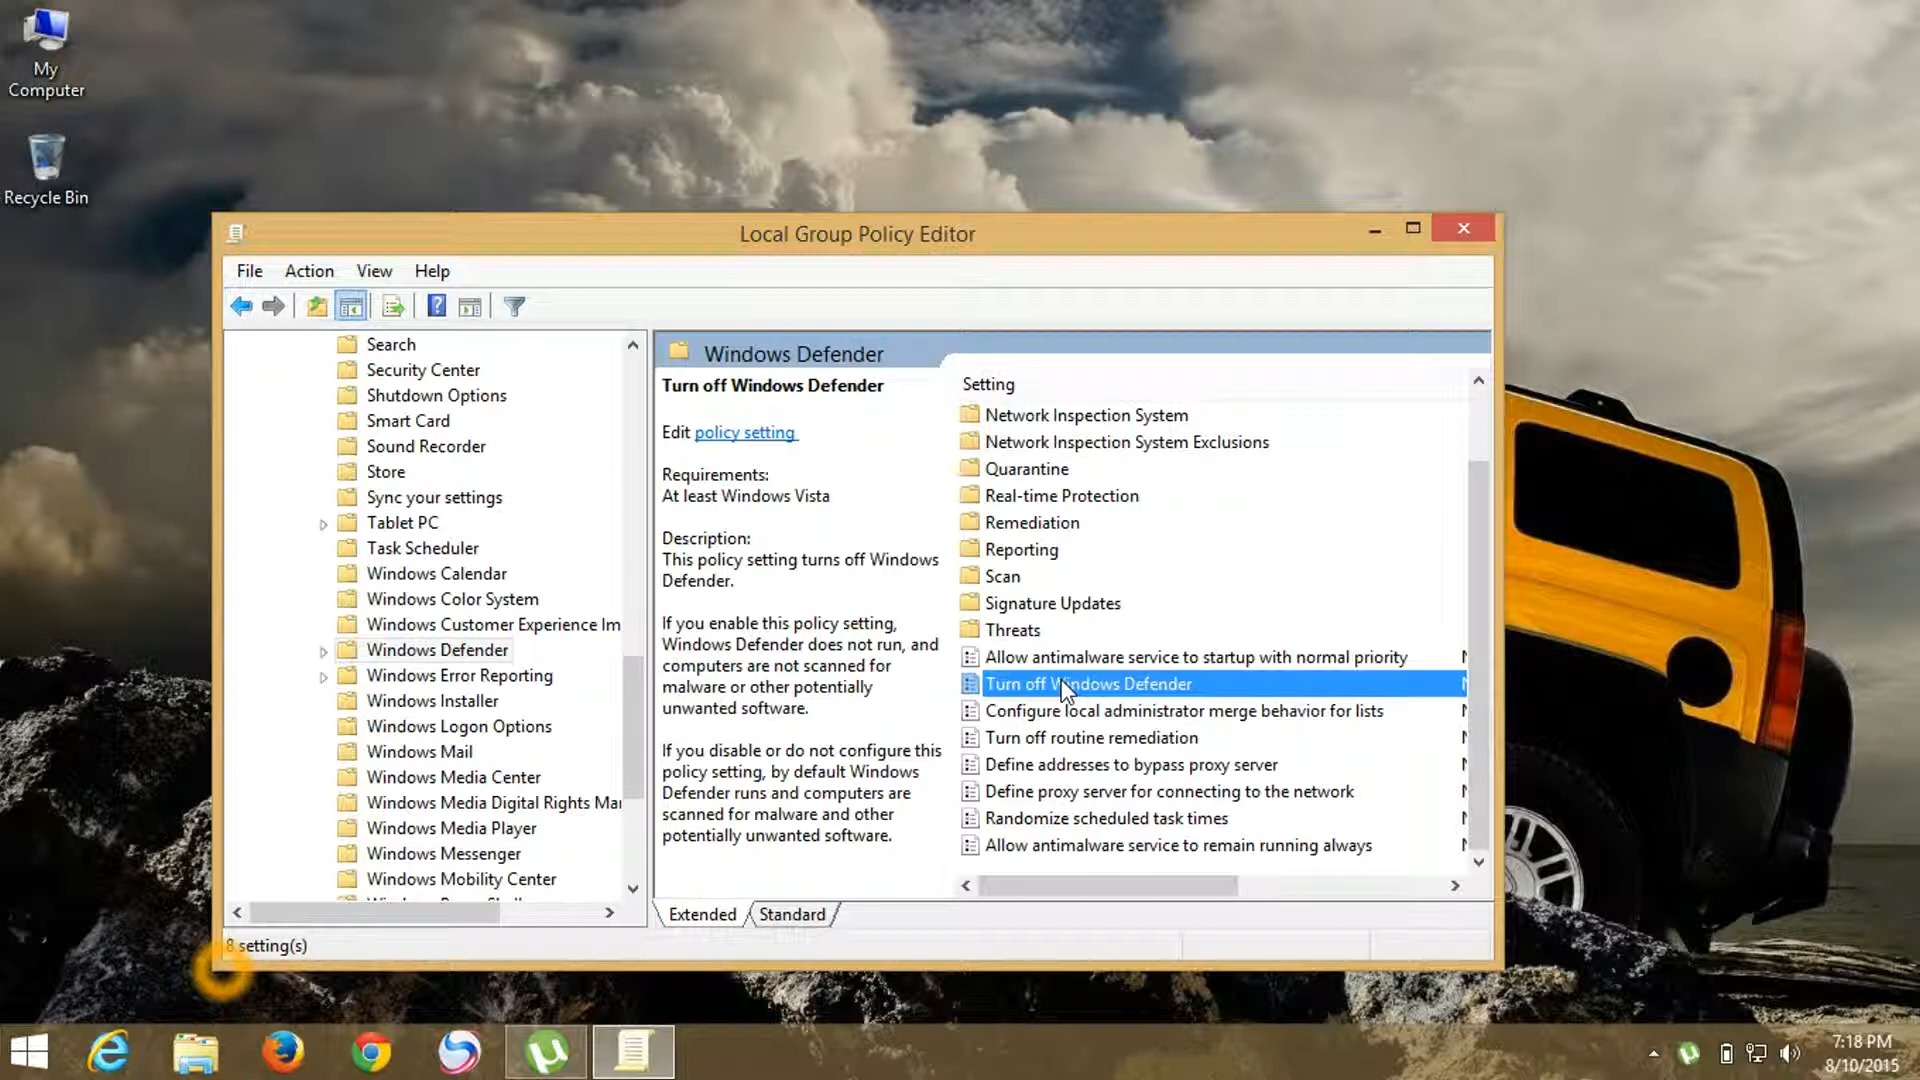 My
Computer
Recycle Bin
Local Group Policy Editor
File Action View Help
Search
Security Center
Shutdown Options
Smart Card
Sound Recorder
Store
Sync your settings
Tablet PC
Task Scheduler
Windows Calendar
Windows Color System
Windows Customer Experience Im
Windows Defender
Windows Error Reporting
Windows Installer
Windows Logon Options
Windows Mail
Windows Media Center
Windows Media Digital Rights Mar
Windows Media Player
Windows Messenger
Windows Mobility Center
Windows Defender
Turn off Windows Defender
Edit policy setting
Requirements:
At least Windows Vista
Description:
This policy setting turns off Windows
Defender.
If you enable this policy setting,
Windows Defender does not run, and
computers are not scanned for
malware or other potentially
unwanted software.
If you disable or do not configure this
policy setting, by default Windows
Defender runs and computers are
scanned for malware and other
potentially unwanted software.
Setting
Network Inspection System
Network Inspection System Exclusions
Quarantine
Real-time Protection
Remediation
Reporting
Scan
Signature Updates
Threats
Allow antimalware service to startup with normal priority
Turn off Windows Defender
Configure local administrator merge behavior for lists
Turn off routine remediation
Define addresses to bypass proxy server
Define proxy server for connecting to the network
Randomize scheduled task times
Allow antimalware service to remain running always
Extended Standard
8 setting(s)
7:18 PM
8/10/2015